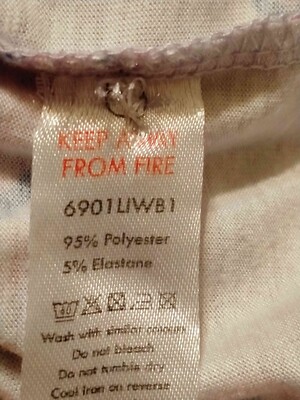 KEEP AWAY
FROM FIRE
6901LIWB1
95% Polyester
5% Elastane
40
Wash with similar colours
Do not bleach
Do not tumble dry
Cool Iron on reverse